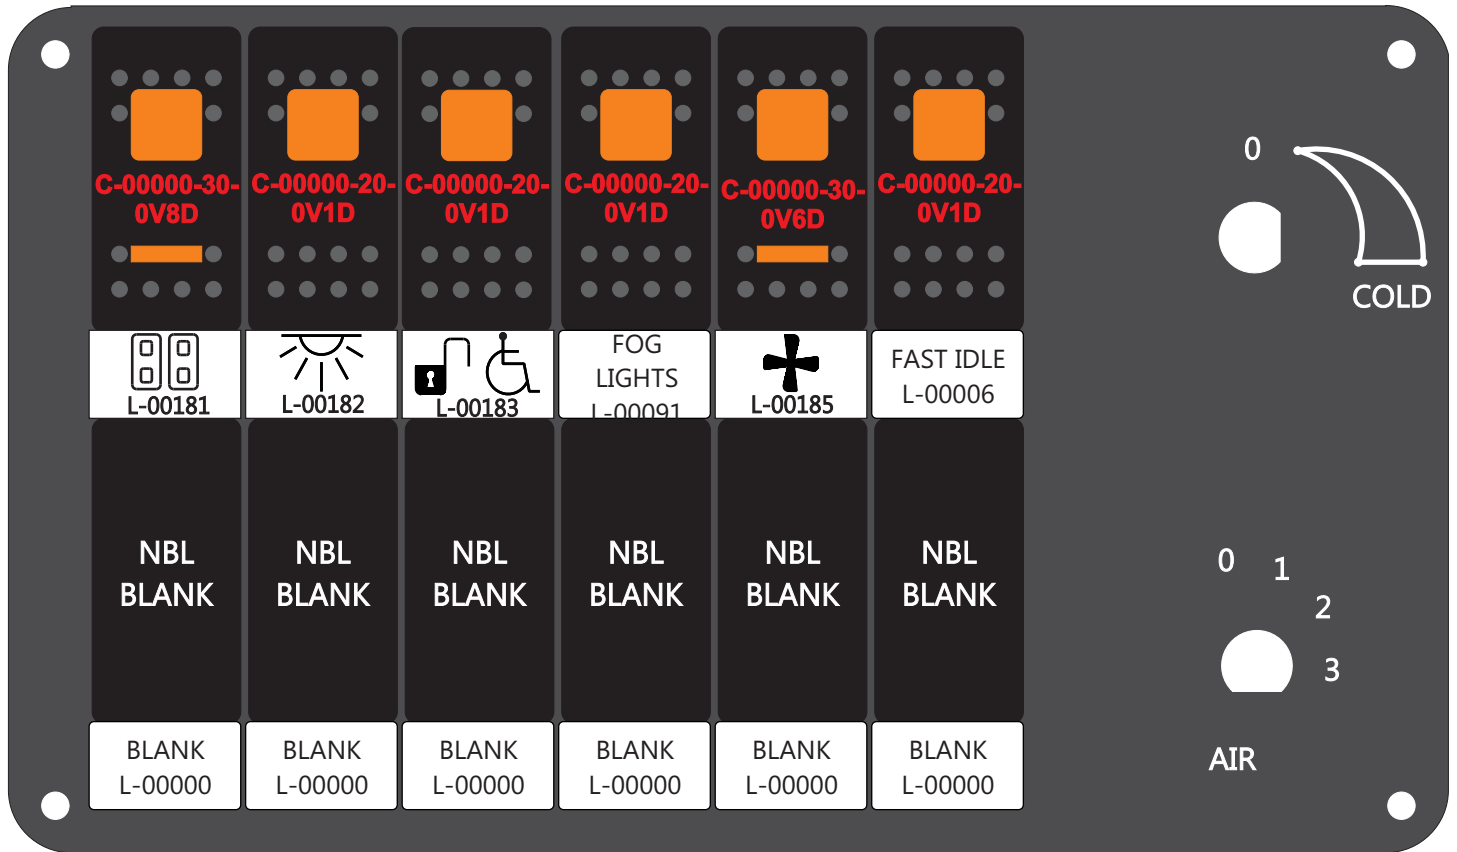 C-00000-30-
0V8D
C-00000-20-
0V1D
C-00000-20-
0V1D
C-00000-20-
0V1D
C-00000-30-
0V6D
C-00000-20-
0V1D
0
COLD
L-00181
L-00182
L-00183
FOG
LIGHTS
L-00091
L-00185
FAST IDLE
L-00006
NBL
BLANK
NBL
BLANK
NBL
BLANK
NBL
BLANK
NBL
BLANK
NBL
BLANK
0
1
2
3
BLANK
L-00000
BLANK
L-00000
BLANK
L-00000
BLANK
L-00000
BLANK
L-00000
BLANK
L-00000
AIR